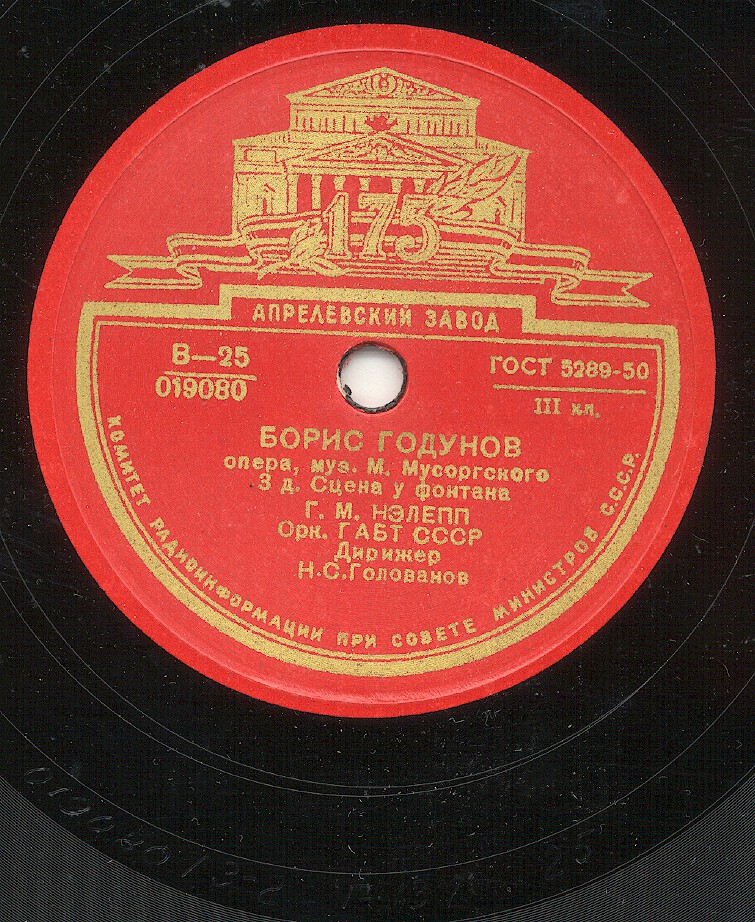 175
АПРЕЛЕВСКИЙ ЗАВОД
В—25
019080
ГОСТ 5289-50
III кл.
БОРИС ГОДУНОВ
опера, муз. М. Мусоргского
3 д. Сцена у фонтана
Г. М. НЭЛЕПП
Орк. ГАБТ СССР
Дирижер
Н.С.Голованов
КОМИТЕТ РАДИОИНФОРМАЦИИ ПРИ СОВЕТЕ МИНИСТРОВ С.С.С.Р.